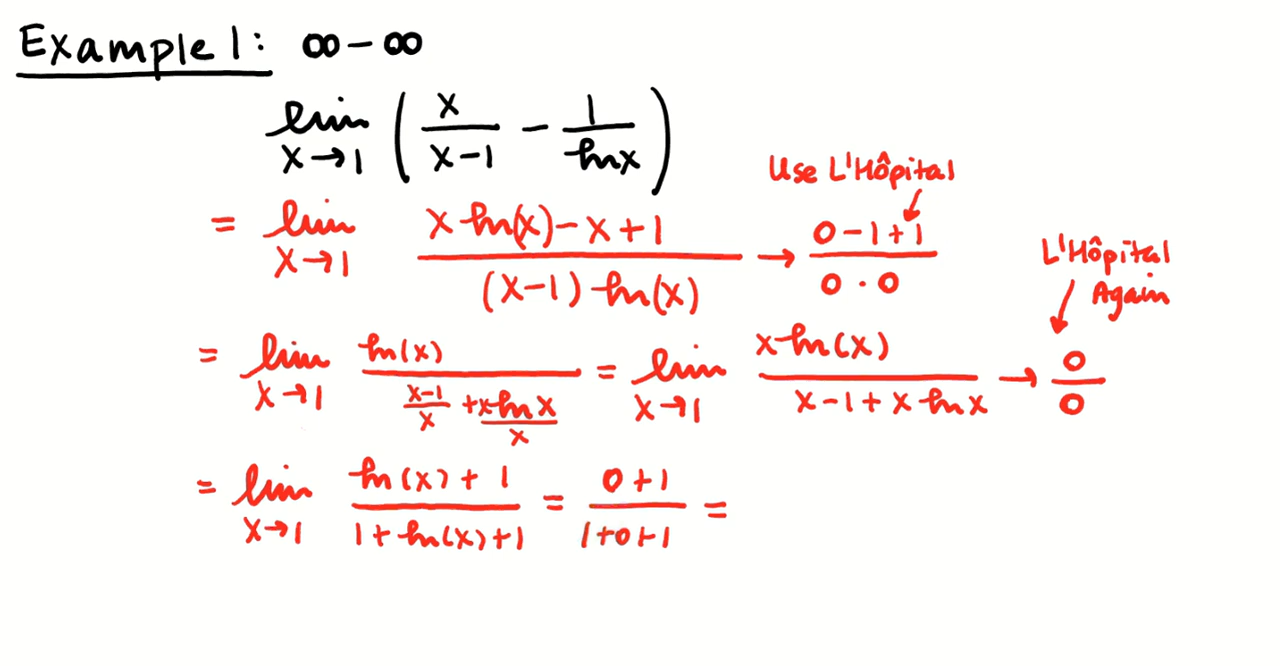 Example 1: ∞ - ∞
lim x→1 ( x/(x-1) - 1/ln x )
Use L'Hôpital
= lim x→1 (x ln(x) - x + 1)/((x-1) ln(x)) → (0 - 1 + 1)/(0 · 0)
L'Hôpital Again
= lim x→1 ln(x)/((x-1)/x + (x ln x)/x) = lim x→1 (x ln(x))/(x - 1 + x ln x) → 0/0
= lim x→1 (ln(x) + 1)/(1 + ln(x) + 1) = (0+1)/(1+0+1) =